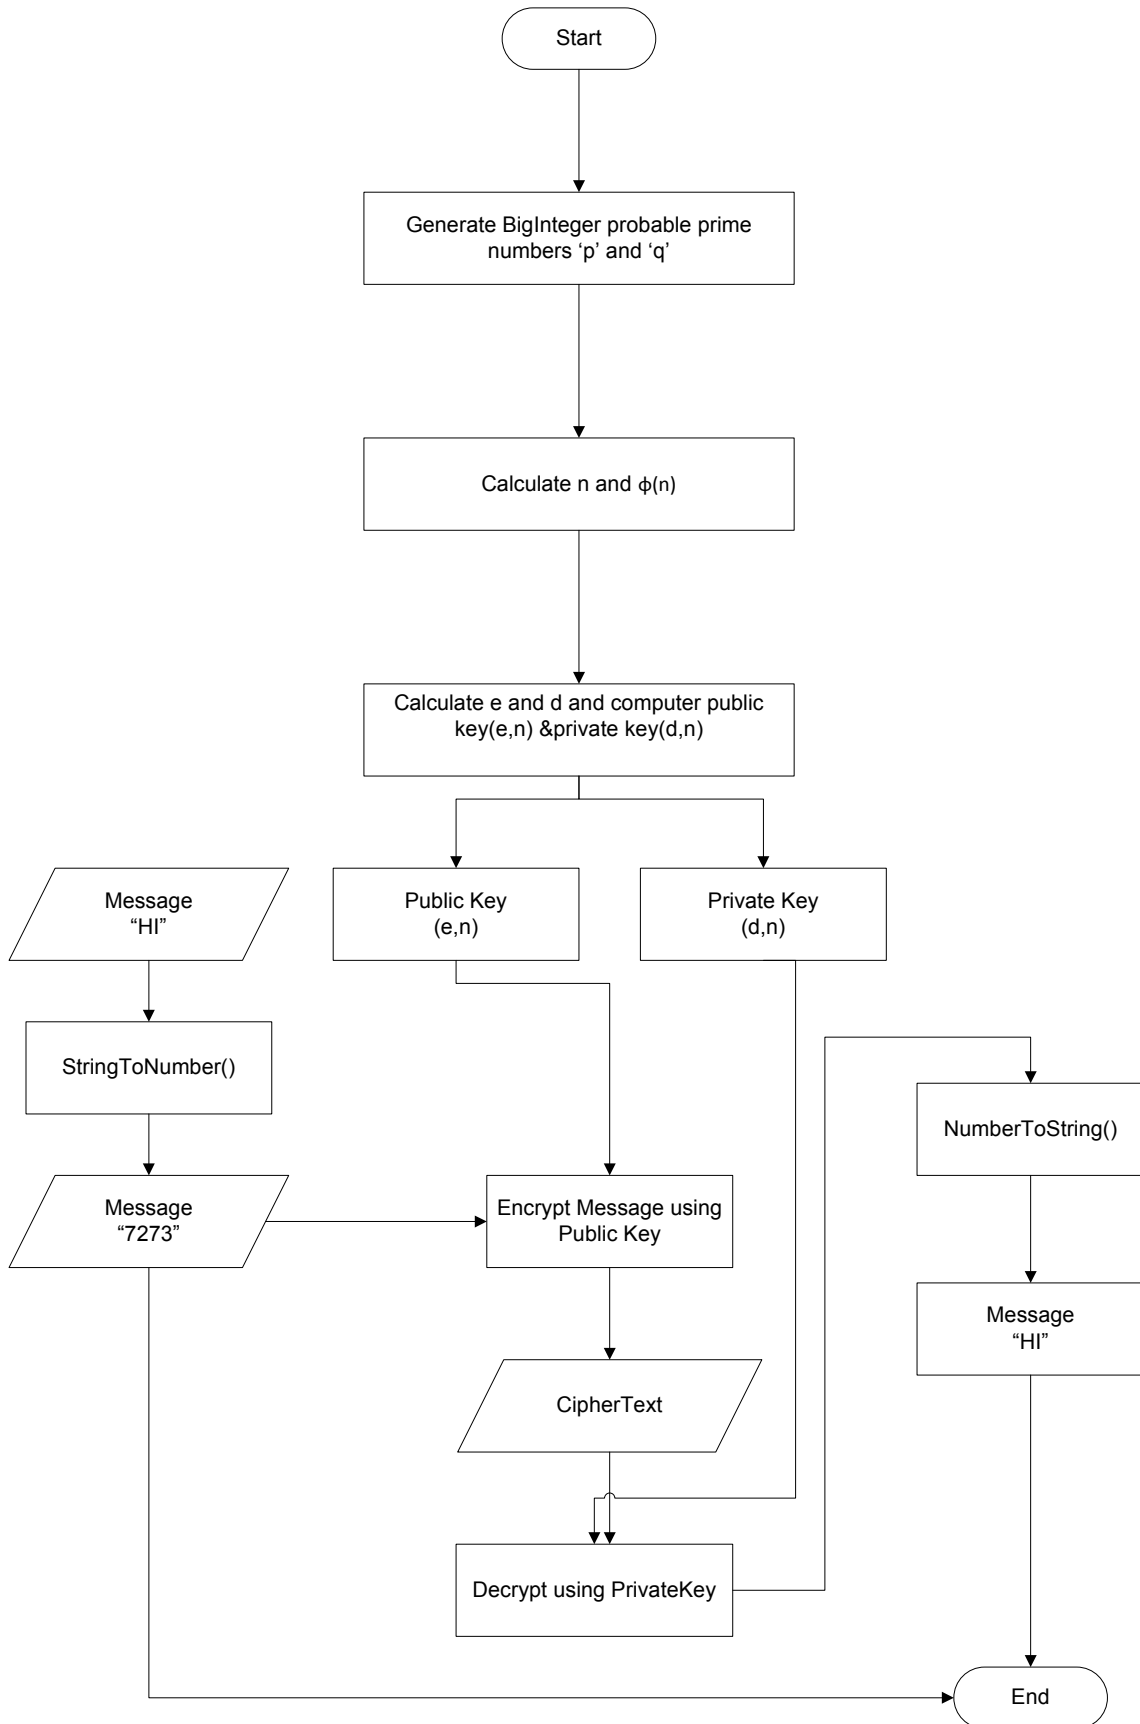 Start
Generate BigInteger probable prime
numbers ‘p’ and ‘q’
Calculate n and ϕ(n)
Calculate e and d and computer public
key(e,n) &private key(d,n)
Message
“HI”
Public Key
(e,n)
Private Key
(d,n)
StringToNumber()
NumberToString()
Message
“7273”
Encrypt Message using
Public Key
Message
“HI”
CipherText
Decrypt using PrivateKey
End